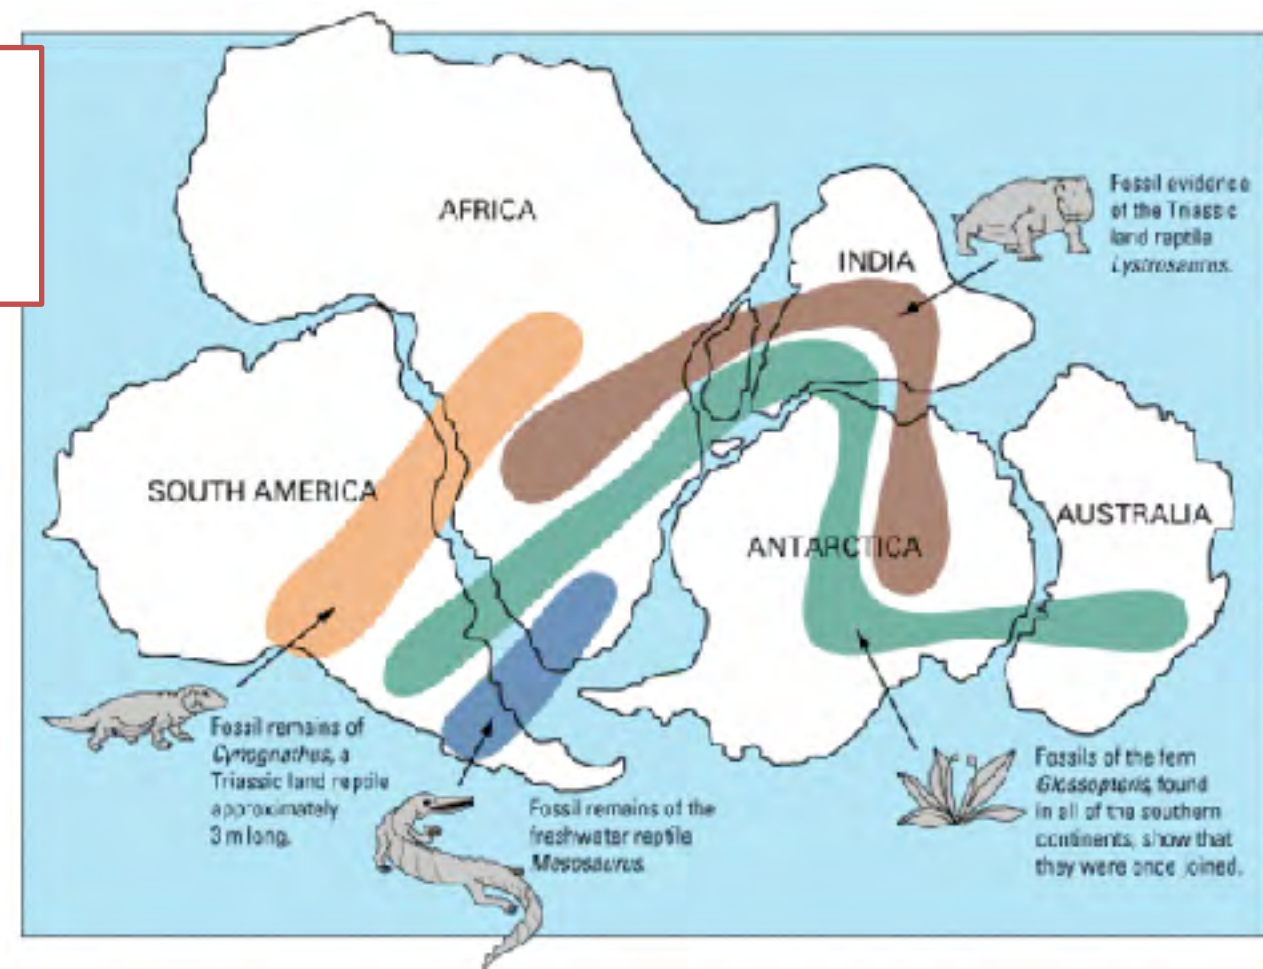 AFRICA
INDIA
Fossil evidence
of the Triassic
land reptile
Lystrosaurus.
SOUTH AMERICA
ANTARCTICA
AUSTRALIA
Fossil remains of
Cynognathus, a
Triassic land reptile
approximately
3 m long.
Fossil remains of the
freshwater reptile
Mesosaurus.
Fossils of the fern
Glossopteris, found
in all of the southern
continents, show that
they were once joined.